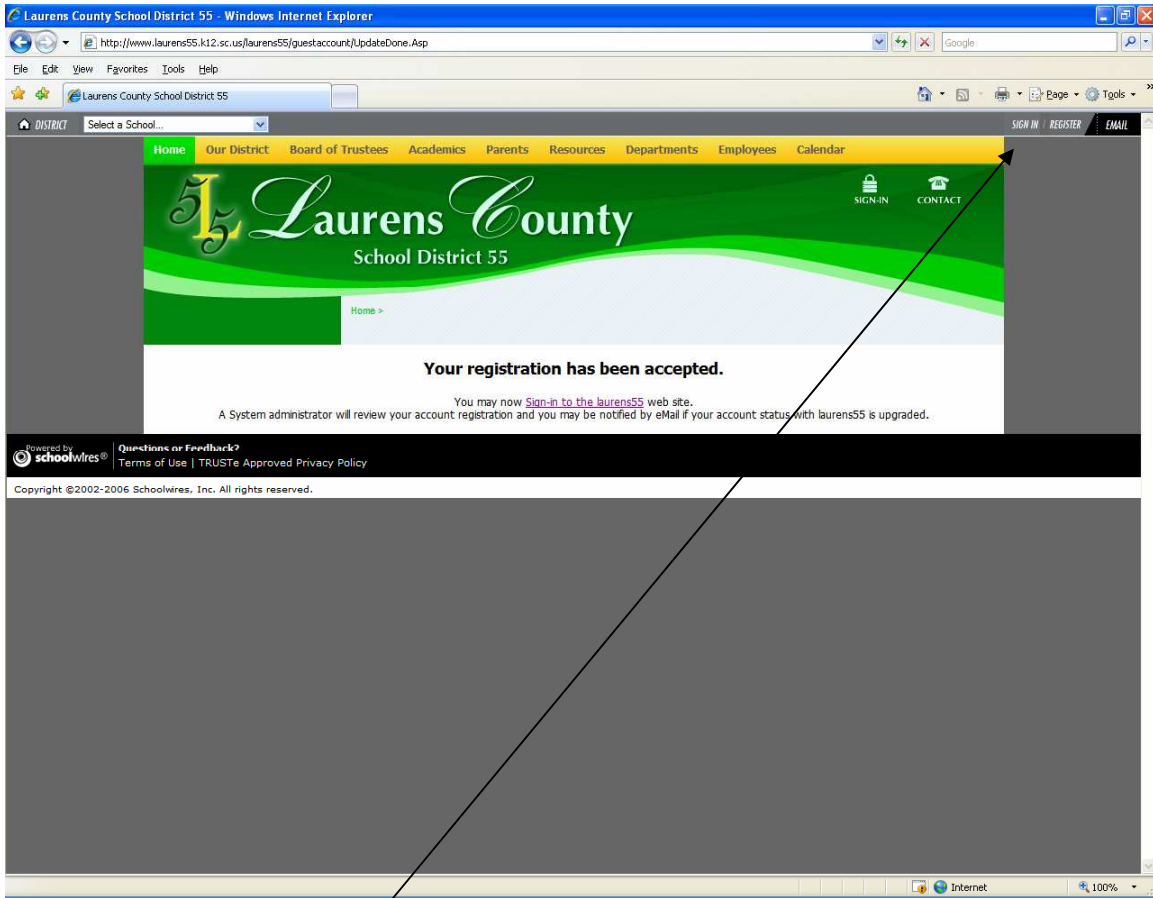 Laurens County School District 55 - Windows Internet Explorer
http://www.laurens55.k12.sc.us/laurens55/guestaccount/UpdateDone.Asp
Google
File Edit View Favorites Tools Help
Laurens County School District 55
Page Tools »
DISTRICT Select a School... SIGN IN REGISTER EMAIL
Home Our District Board of Trustees Academics Parents Resources Departments Employees Calendar
55 L Laurens County
SIGN-IN CONTACT
School District 55
Home >
Your registration has been accepted.
You may now Sign-in to the laurens55 web site.
A System administrator will review your account registration and you may be notified by eMail if your account status with laurens55 is upgraded.
Powered by
schoolwires®
Questions or Feedback?
Terms of Use | TRUSTe Approved Privacy Policy
Copyright ©2002-2006 Schoolwires, Inc. All rights reserved.
Internet 100%